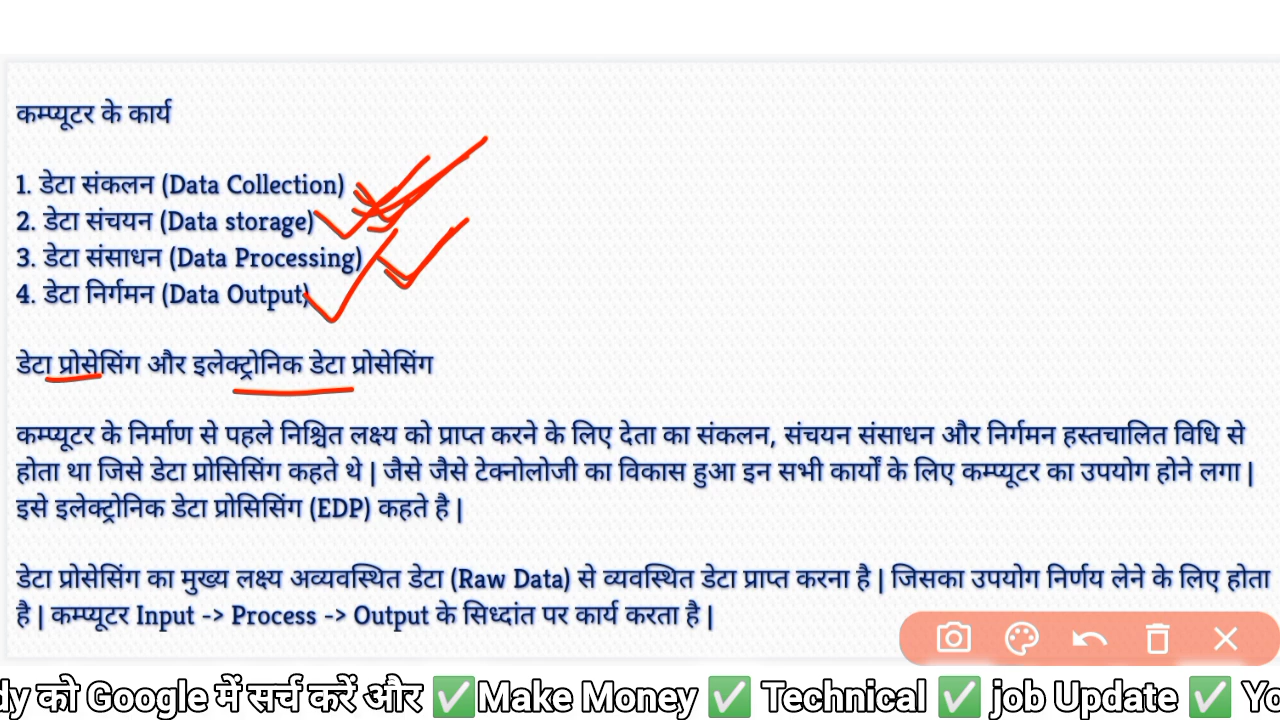 कम्प्यूटर के कार्य
1. डेटा संकलन (Data Collection)
2. डेटा संचयन (Data storage)
3. डेटा संसाधन (Data Processing)
4. डेटा निर्गमन (Data Output)
डेटा प्रोसेसिंग और इलेक्ट्रोनिक डेटा प्रोसेसिंग
कम्प्यूटर के निर्माण से पहले निश्चित लक्ष्य को प्राप्त करने के लिए देता का संकलन, संचयन संसाधन और निर्गमन हस्तचालित विधि से
होता था जिसे डेटा प्रोसिसिंग कहते थे | जैसे जैसे टेक्नोलोजी का विकास हुआ इन सभी कार्यों के लिए कम्प्यूटर का उपयोग होने लगा |
इसे इलेक्ट्रोनिक डेटा प्रोसिसिंग (EDP) कहते है |
डेटा प्रोसेसिंग का मुख्य लक्ष्य अव्यवस्थित डेटा (Raw Data) से व्यवस्थित डेटा प्राप्त करना है | जिसका उपयोग निर्णय लेने के लिए होता
है | कम्प्यूटर Input -> Process -> Output के सिध्दांत पर कार्य करता है |
dy को Google में सर्च करें और ✅Make Money ✅ Technical ✅ job Update ✅ Yo